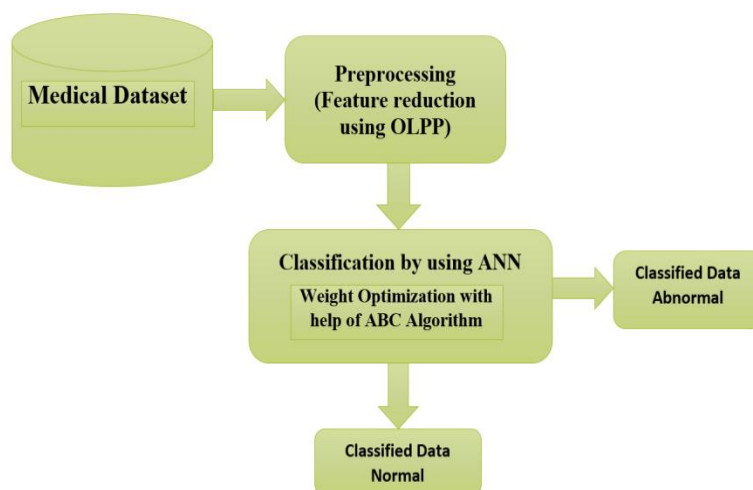 Medical Dataset
Preprocessing
(Feature reduction
using OLPP)
Classification by using ANN
Weight Optimization with
help of ABC Algorithm
Classified Data
Abnormal
Classified Data
Normal